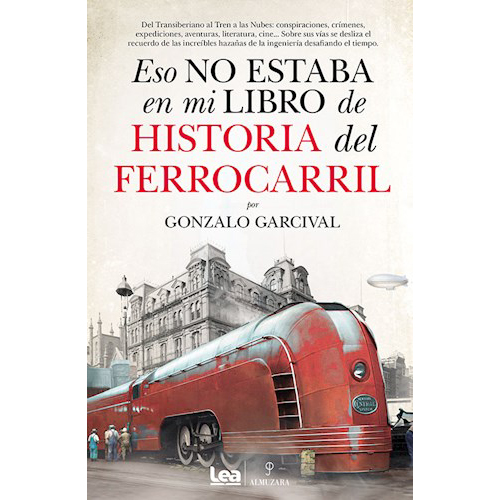 Del Transiberiano al Tren a las Nubes: conspiraciones, crímenes,
expediciones, aventuras, literatura, cine... Sobre sus vías se desliza el
recuerdo de las increíbles hazañas de la ingeniería desafiando el tiempo.
Eso NO ESTABA
en mi LIBRO de
HISTORIA del
FERROCARRIL
por
GONZALO GARCIVAL
CENTRAL
Lea
ALMUZARA